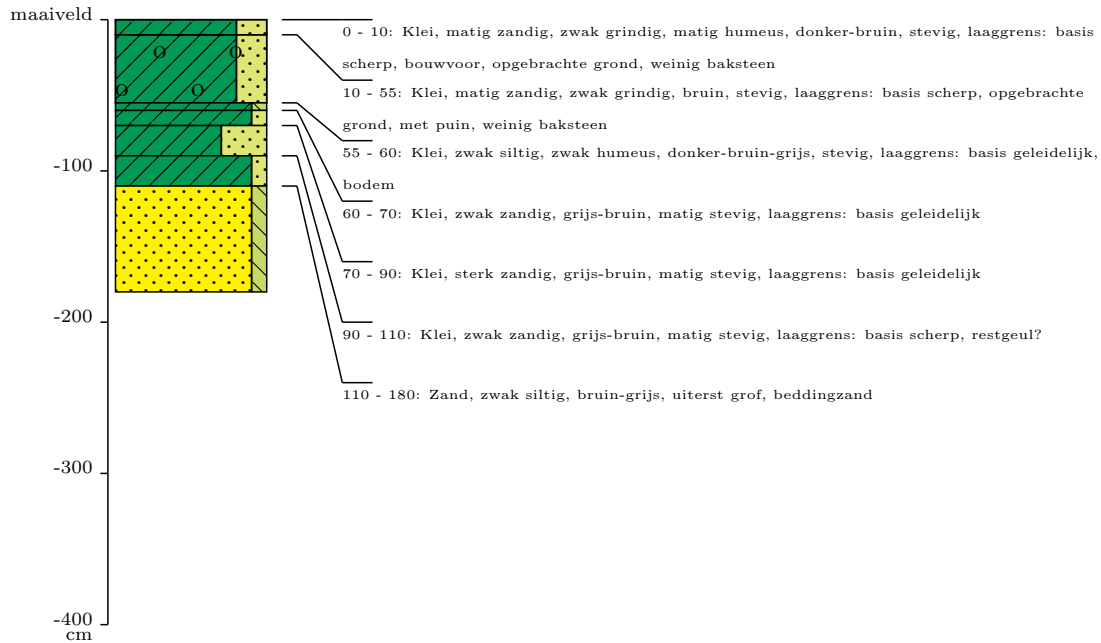 maaiveld
0 - 10: Klei, matig zandig, zwak grindig, matig humeus, donker-bruin, stevig, laaggrens: basis
scherp, bouwvoor, opgebrachte grond, weinig baksteen
10 - 55: Klei, matig zandig, zwak grindig, bruin, stevig, laaggrens: basis scherp, opgebrachte
grond, met puin, weinig baksteen
55 - 60: Klei, zwak siltig, zwak humeus, donker-bruin-grijs, stevig, laaggrens: basis geleidelijk,
bodem
-100
60 - 70: Klei, zwak zandig, grijs-bruin, matig stevig, laaggrens: basis geleidelijk
70 - 90: Klei, sterk zandig, grijs-bruin, matig stevig, laaggrens: basis geleidelijk
-200
90 - 110: Klei, zwak zandig, grijs-bruin, matig stevig, laaggrens: basis scherp, restgeul?
110 - 180: Zand, zwak siltig, bruin-grijs, uiterst grof, beddingzand
-300
-400
cm